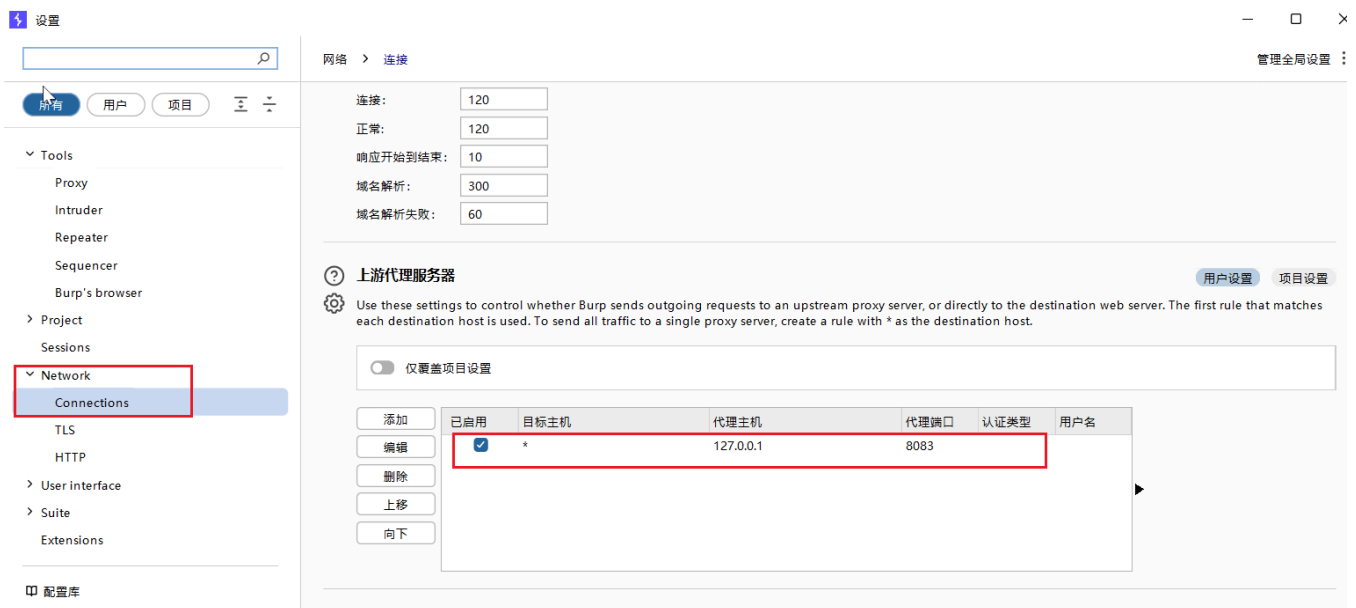 设置
网络 > 连接
管理全局设置
所有 用户 项目
Tools
Proxy
Intruder
Repeater
Sequencer
Burp's browser
Project
Sessions
Network
Connections
TLS
HTTP
User interface
Suite
Extensions
配置库
连接: 120
正常: 120
响应开始到结束: 10
域名解析: 300
域名解析失败: 60
上游代理服务器
用户设置 项目设置
Use these settings to control whether Burp sends outgoing requests to an upstream proxy server, or directly to the destination web server. The first rule that matches
each destination host is used. To send all traffic to a single proxy server, create a rule with * as the destination host.
仅覆盖项目设置
添加
编辑
删除
上移
向下
已启用 目标主机 代理主机 代理端口 认证类型 用户名
* 127.0.0.1 8083